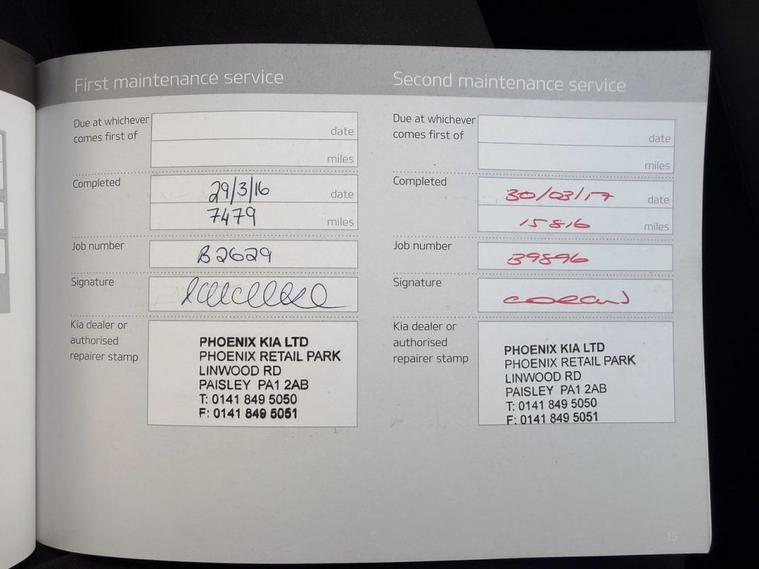 First maintenance service
Due at whichever
comes first of
date
miles
Completed
29/3/16 date
7479 miles
Job number
B2629
Signature
Kia dealer or
authorised
repairer stamp
PHOENIX KIA LTD
PHOENIX RETAIL PARK
LINWOOD RD
PAISLEY PA1 2AB
T: 0141 849 5050
F: 0141 849 5051
Second maintenance service
Due at whichever
comes first of
date
miles
Completed
30/03/17 date
15816 miles
Job number
39896
Signature
Kia dealer or
authorised
repairer stamp
PHOENIX KIA LTD
PHOENIX RETAIL PARK
LINWOOD RD
PAISLEY PA1 2AB
T: 0141 849 5050
F: 0141 849 5051
15